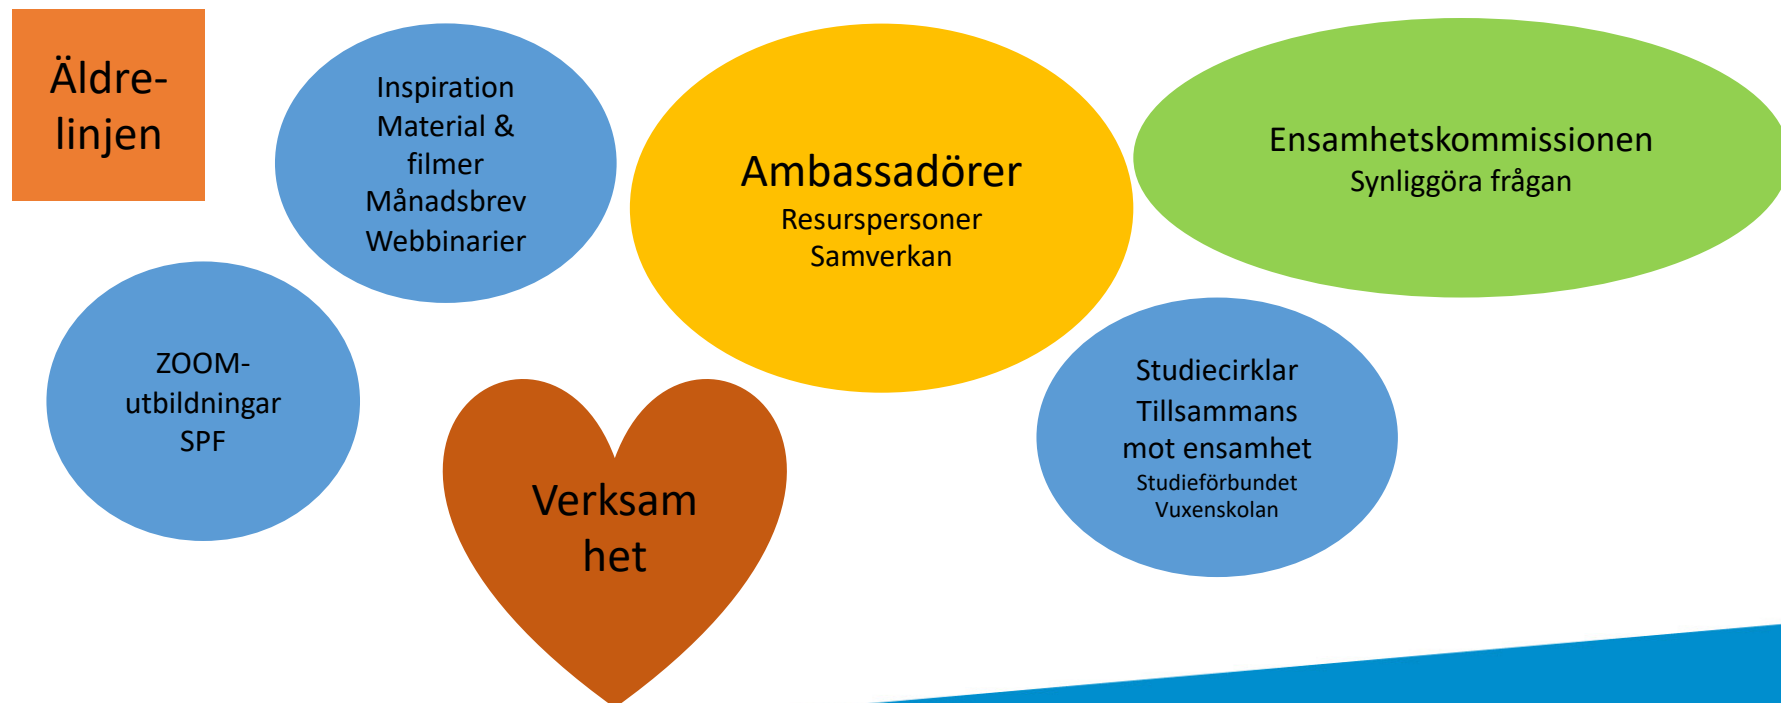 Äldre-
linjen
Inspiration
Material &
filmer
Månadsbrev
Webbinarier
Ambassadörer
Resurspersoner
Samverkan
Ensamhetskommissionen
Synliggöra frågan
ZOOM-
utbildningar
SPF
Verksam
het
Studiecirklar
Tillsammans
mot ensamhet
Studieförbundet
Vuxenskolan